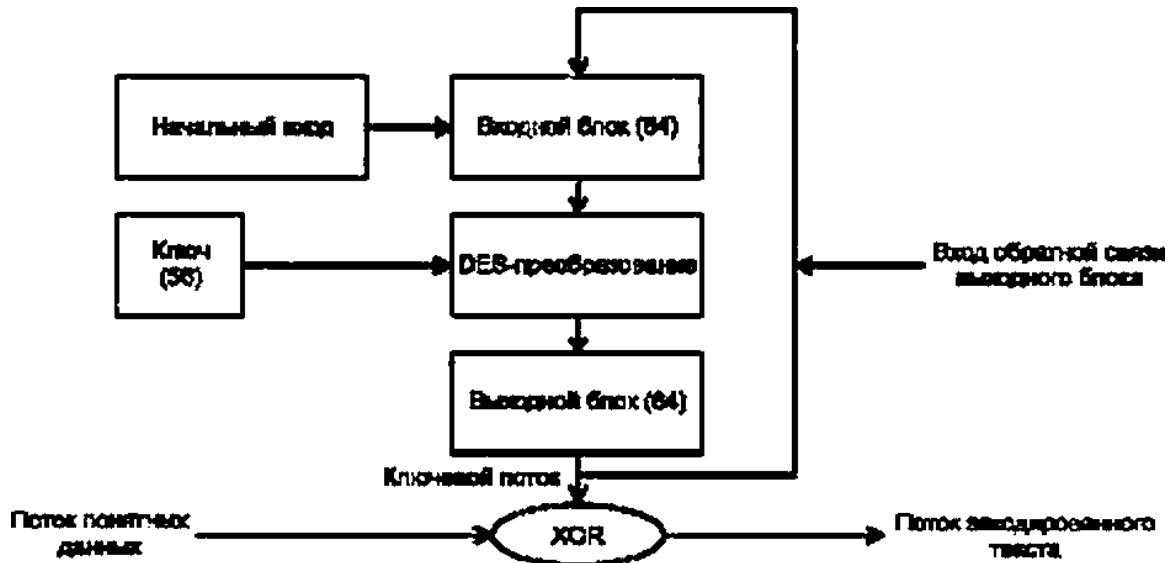 Начальный вход
Входной блок (64)
Ключ
(56)
DES-преобразование
Вход обратной связи
выходного блока
Выходной блок (64)
Ключевой поток
Поток понятных
данных
XOR
Поток закодированного
текста